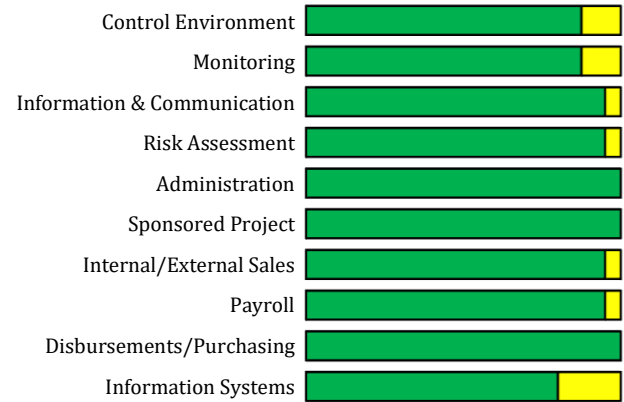 Control Environment
Monitoring
Information & Communication
Risk Assessment
Administration
Sponsored Project
Internal/External Sales
Payroll
Disbursements/Purchasing
Information Systems